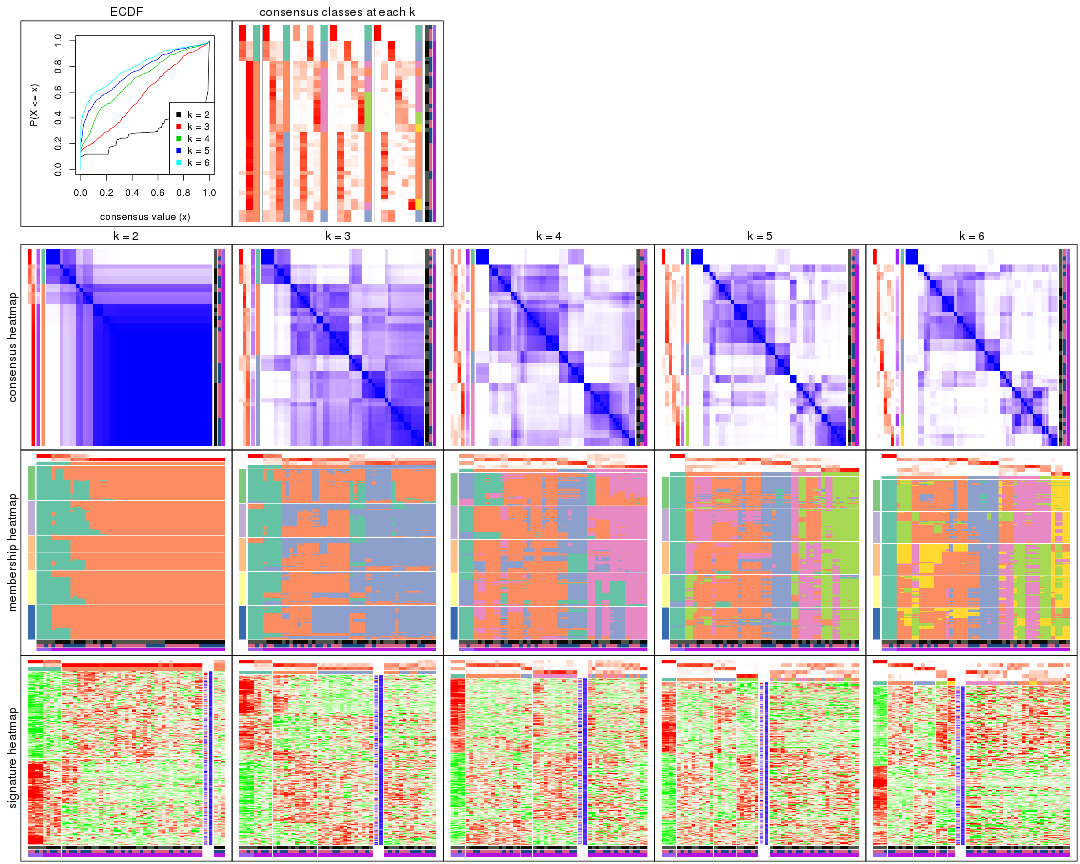 ECDF
consensus classes at each k
P(X <= x)
0.0
0.2
0.4
0.6
0.8
1.0
k = 2
k = 3
k = 4
k = 5
k = 6
0.0 0.2 0.4 0.6 0.8 1.0
consensus value (x)
k = 2
k = 3
k = 4
k = 5
k = 6
consensus heatmap
membership heatmap
signature heatmap